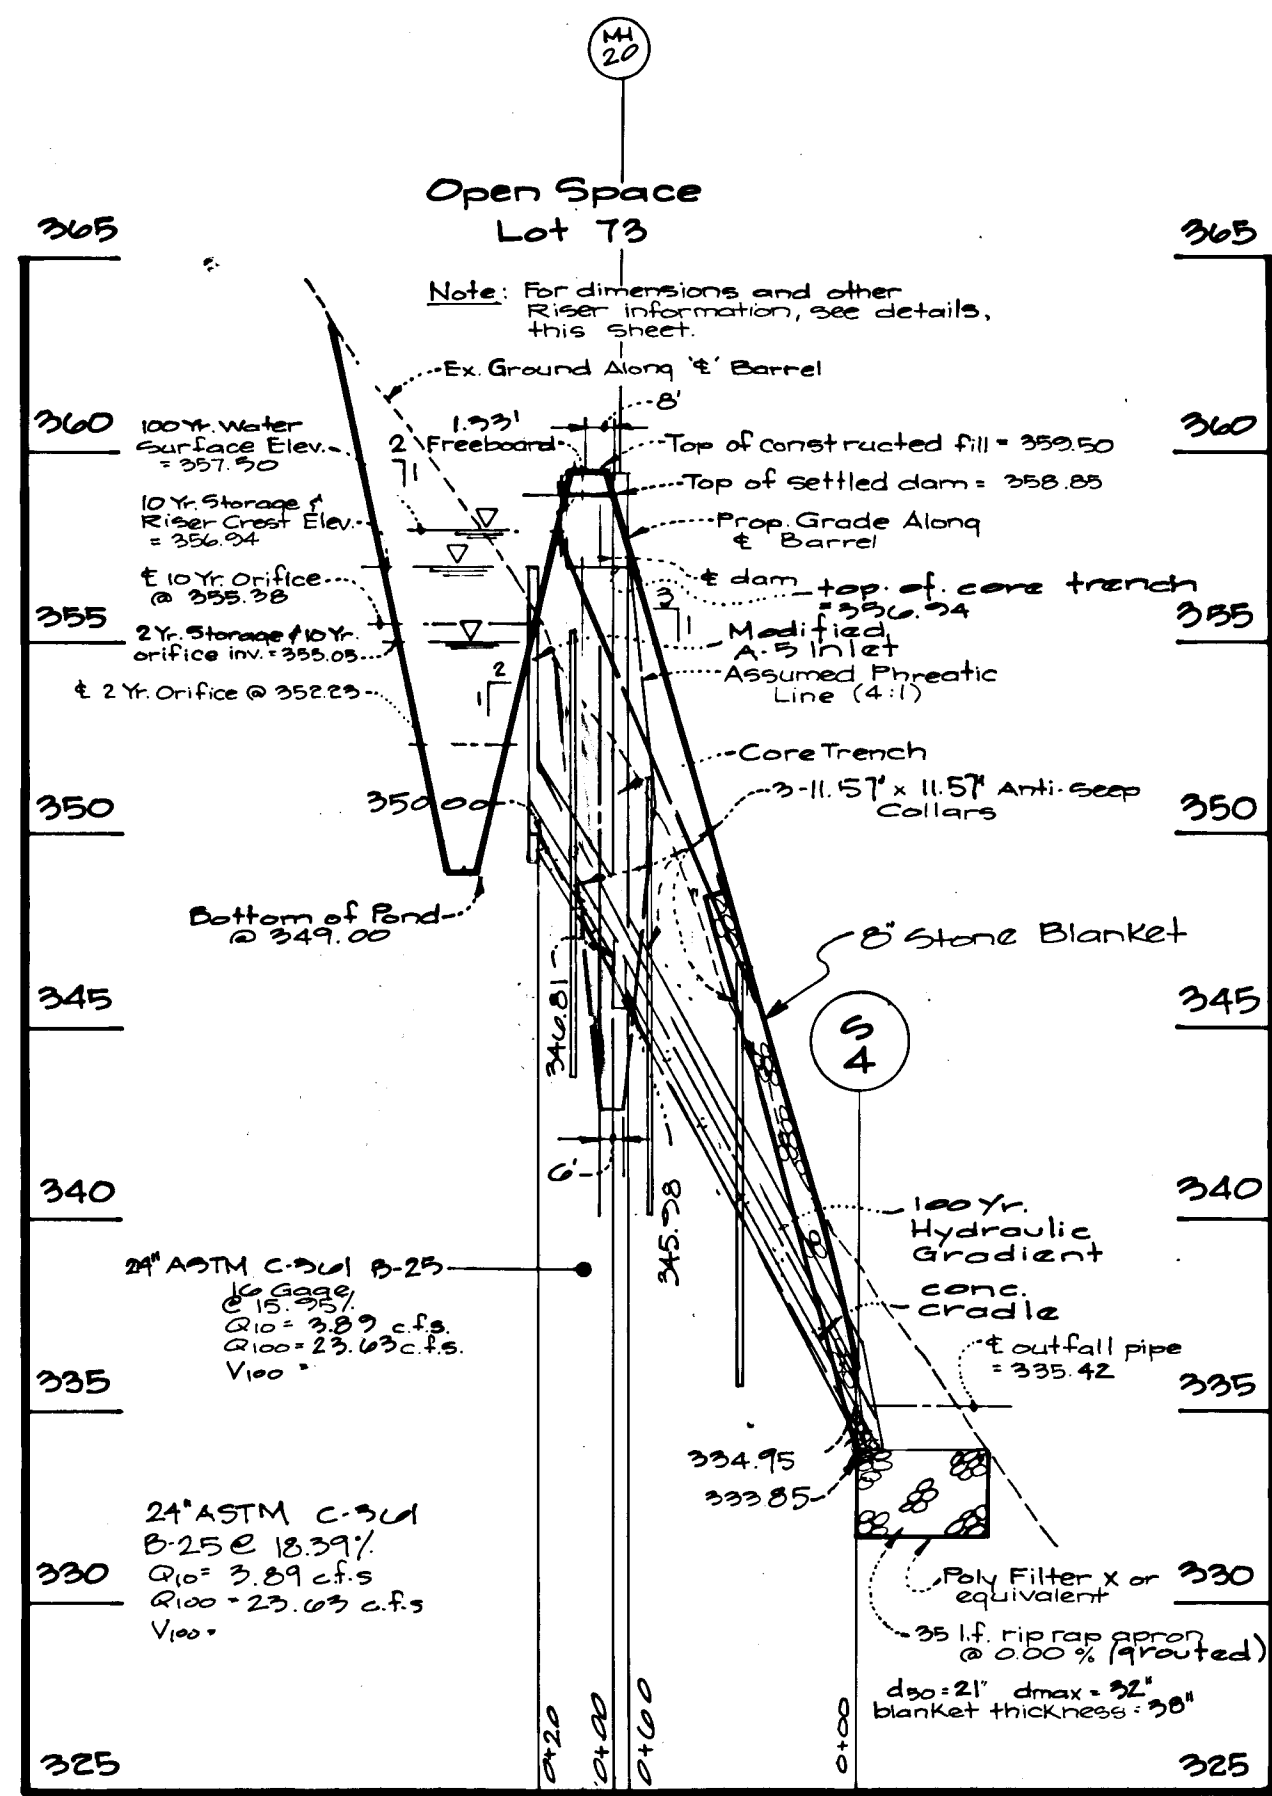 MH
20
Open Space
Lot 73
365
365
Note: For dimensions and other
Riser information, see details,
this sheet.
Ex. Ground Along '℄' Barrel
8'
360
360
100 Yr. Water
Surface Elev.
= 357.50
2
1
Freeboard
Top of constructed fill = 359.50
Top of settled dam = 358.85
10 Yr. Storage &
Riser Crest Elev.
= 356.94
Prop. Grade Along
℄ Barrel
℄ 10 Yr. Orifice
@ 355.38
℄ dam
top of core trench
= 356.94
3
1
355
355
2 Yr. Storage & 10 Yr.
orifice inv. = 355.05
Modified
A-5 Inlet
Assumed Phreatic
Line (4:1)
℄ 2 Yr. Orifice @ 352.23
2
1
Core Trench
3-11.57' x 11.57' Anti-seep
Collars
350
350.00
350
Bottom of Pond
@ 349.00
8" Stone Blanket
345
345
346.81
S
4
6'
345.98
340
340
100 Yr.
Hydraulic
Gradient
24" ASTM C-361 B-25
16 Gage
@ 15.95%
Q10 = 3.89 c.f.s.
Q100 = 23.63 c.f.s.
V100 =
conc.
cradle
℄ outfall pipe
= 335.42
335
335
334.95
333.85
24" ASTM C-361
B-25 @ 18.39%
Q10 = 3.89 c.f.s
Q100 = 23.63 c.f.s
V100 =
330
330
Poly Filter X or
equivalent
35 l.f. rip rap apron
@ 0.00 % (grouted)
d50 = 21" dmax = 32"
blanket thickness = 38"
0+20
0+00
0+60
0+00
325
325